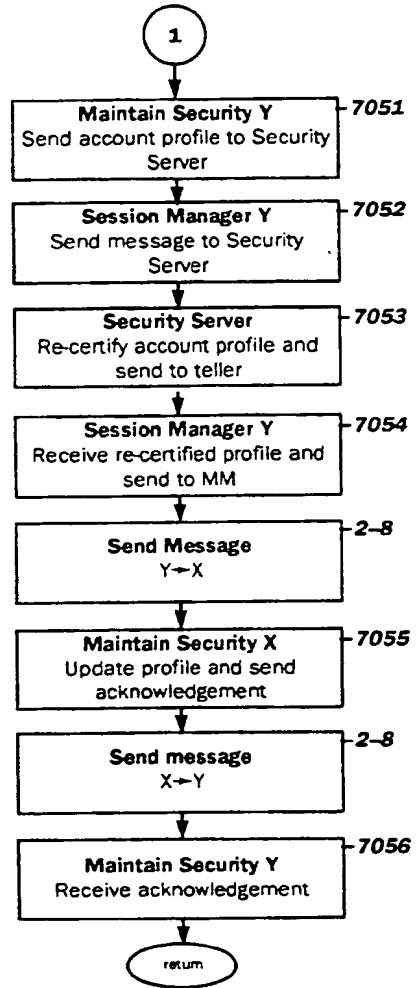 1
Maintain Security Y
Send account profile to Security
Server
7051
Session Manager Y
Send message to Security
Server
7052
Security Server
Re-certify account profile and
send to teller
7053
Session Manager Y
Receive re-certified profile and
send to MM
7054
Send Message
Y→X
2-8
Maintain Security X
Update profile and send
acknowledgement
7055
Send message
X→Y
2-8
Maintain Security Y
Receive acknowledgement
7056
return